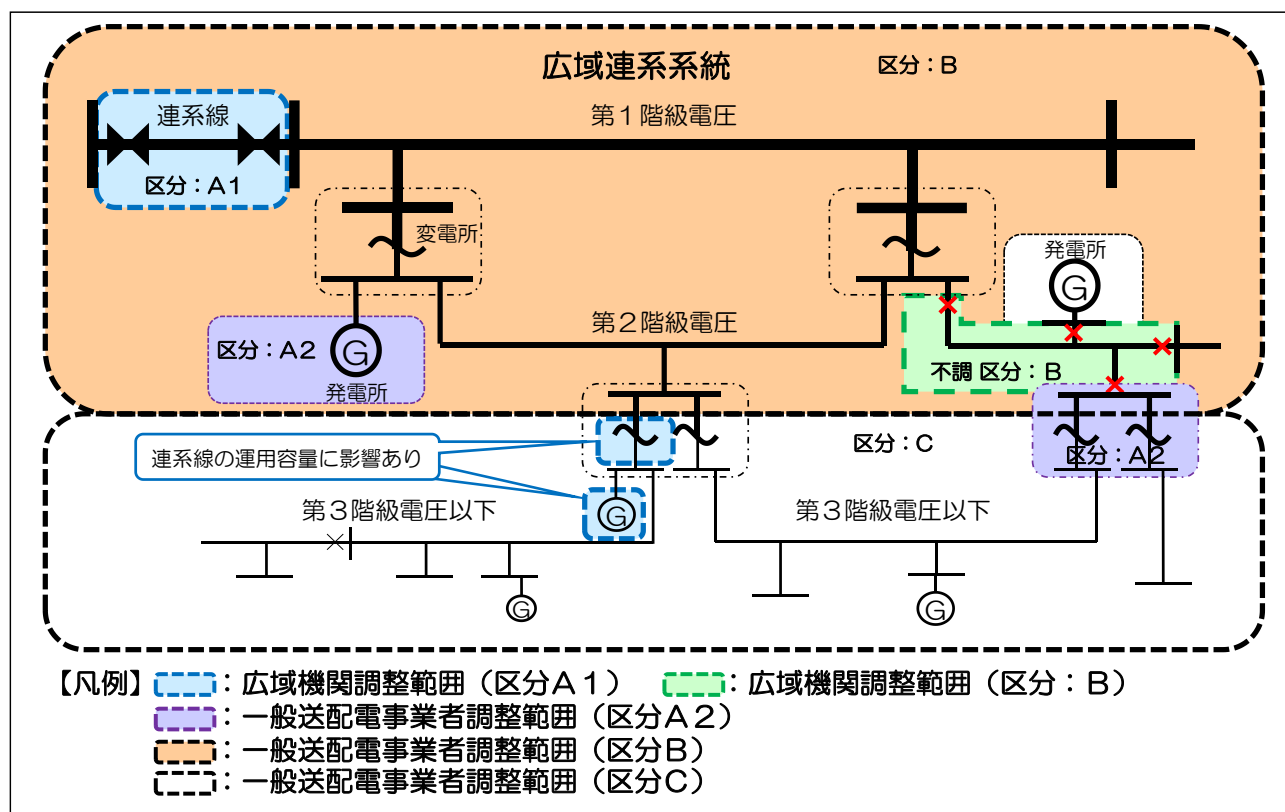 広域連系系統
区分：B
連系線
区分：A1
第１階級電圧
変電所
発電所
G
第２階級電圧
区分：A2
G
発電所
不調 区分：B
連系線の運用容量に影響あり
区分：C
区分：A2
第３階級電圧以下
G
第３階級電圧以下
G
G
【凡例】
：広域機関調整範囲（区分A１）
：広域機関調整範囲（区分：B）
：一般送配電事業者調整範囲（区分A2）
：一般送配電事業者調整範囲（区分B）
：一般送配電事業者調整範囲（区分C）